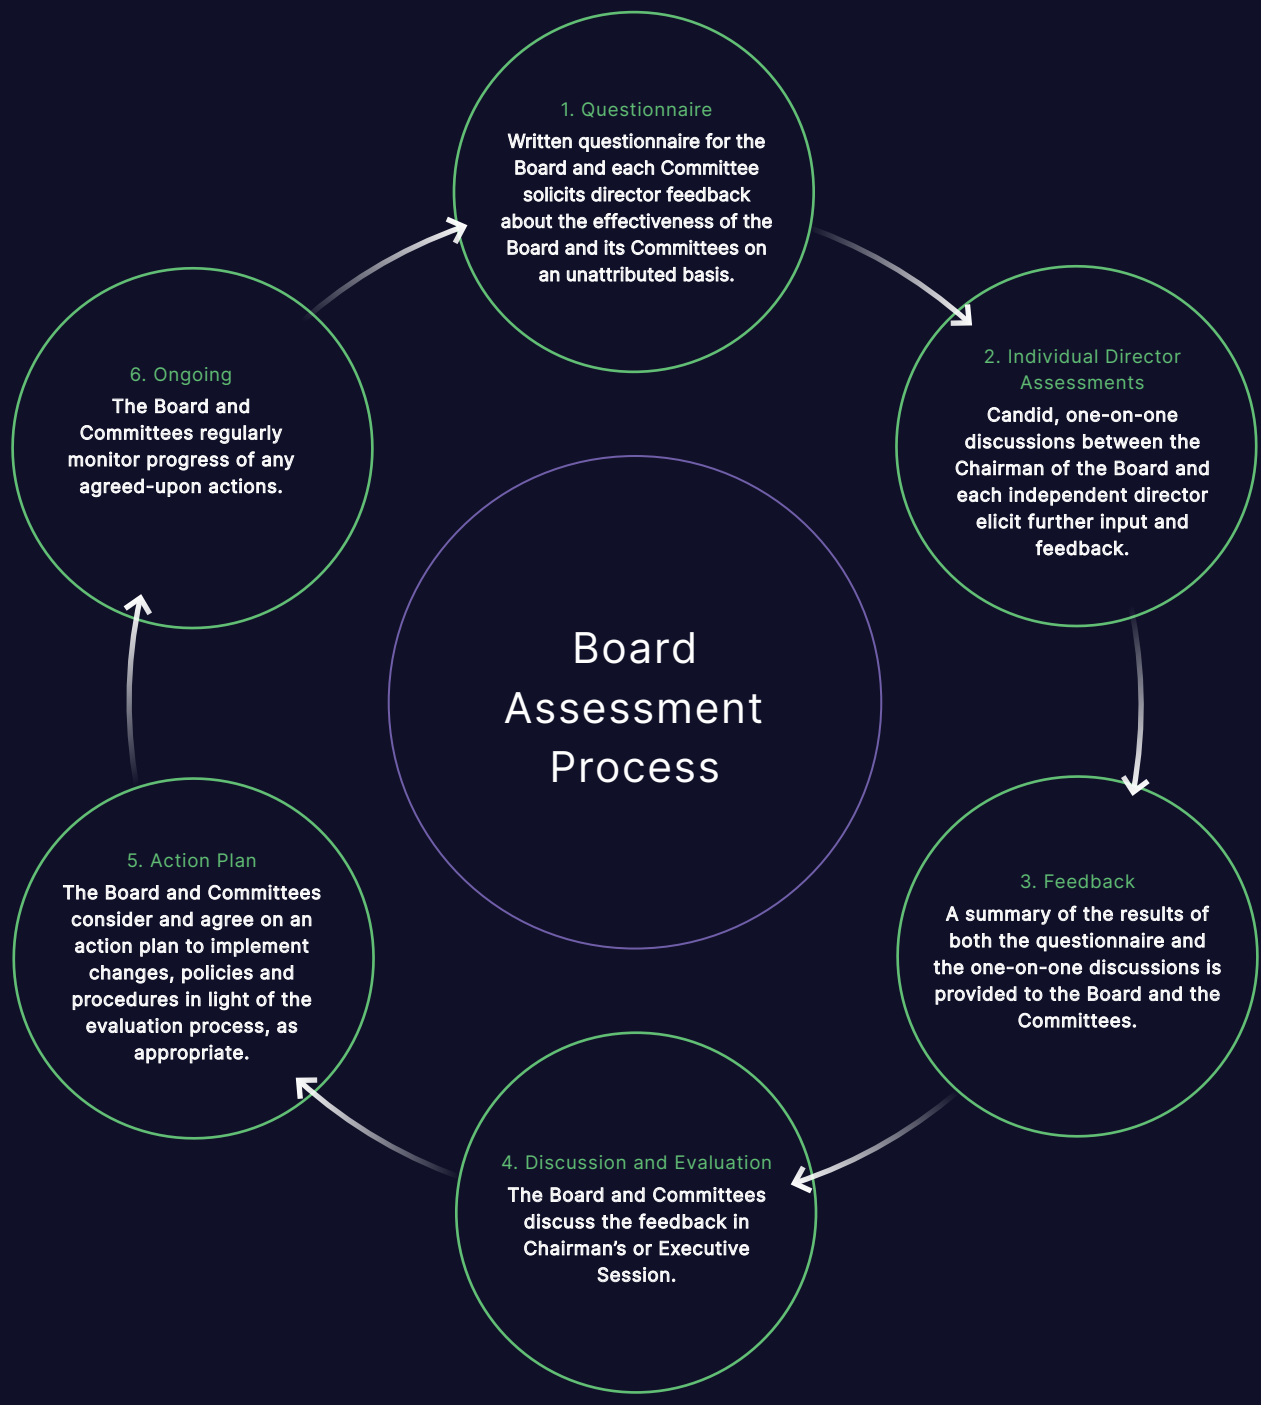 1. Questionnaire
Written questionnaire for the
Board and each Committee
solicits director feedback
about the effectiveness of the
Board and its Committees on
an unattributed basis.
2. Individual Director
Assessments
Candid, one-on-one
discussions between the
Chairman of the Board and
each independent director
elicit further input and
feedback.
3. Feedback
A summary of the results of
both the questionnaire and
the one-on-one discussions is
provided to the Board and the
Committees.
4. Discussion and Evaluation
The Board and Committees
discuss the feedback in
Chairman’s or Executive
Session.
5. Action Plan
The Board and Committees
consider and agree on an
action plan to implement
changes, policies and
procedures in light of the
evaluation process, as
appropriate.
6. Ongoing
The Board and
Committees regularly
monitor progress of any
agreed-upon actions.
Board
Assessment
Process